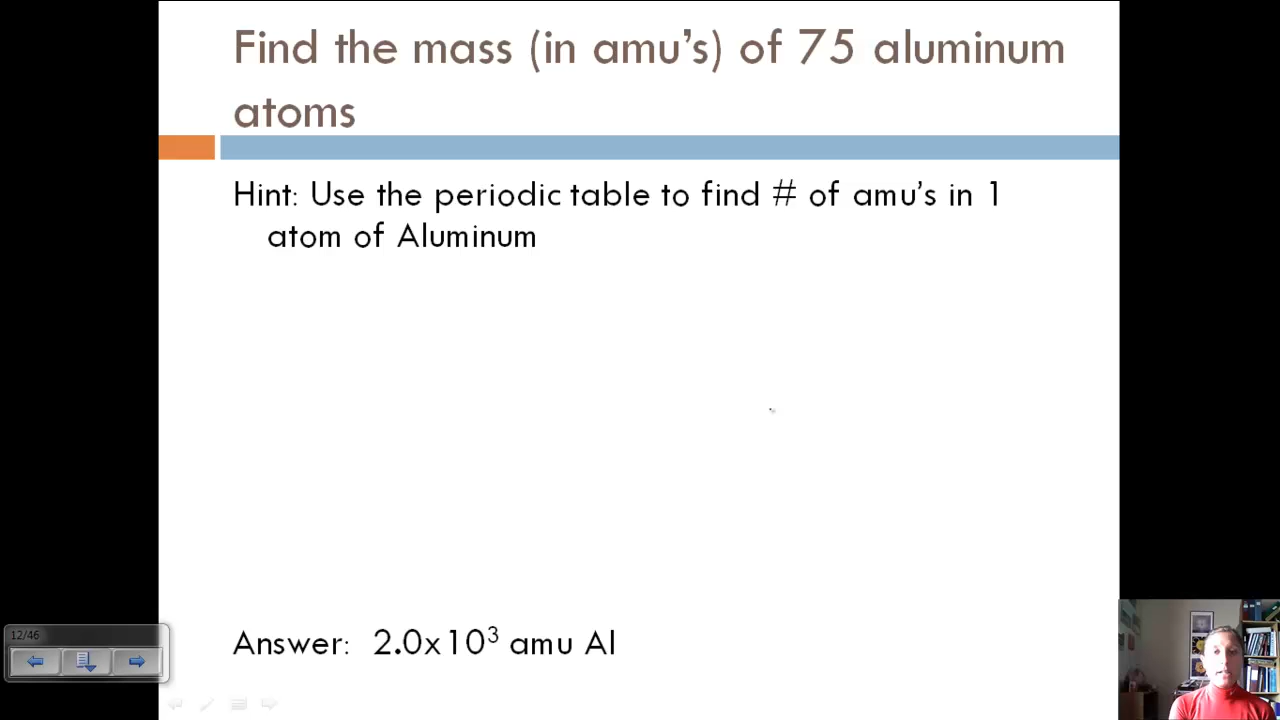 Find the mass (in amu’s) of 75 aluminum
atoms
Hint: Use the periodic table to find # of amu’s in 1
atom of Aluminum
12/46
Answer: 2.0x10³ amu Al